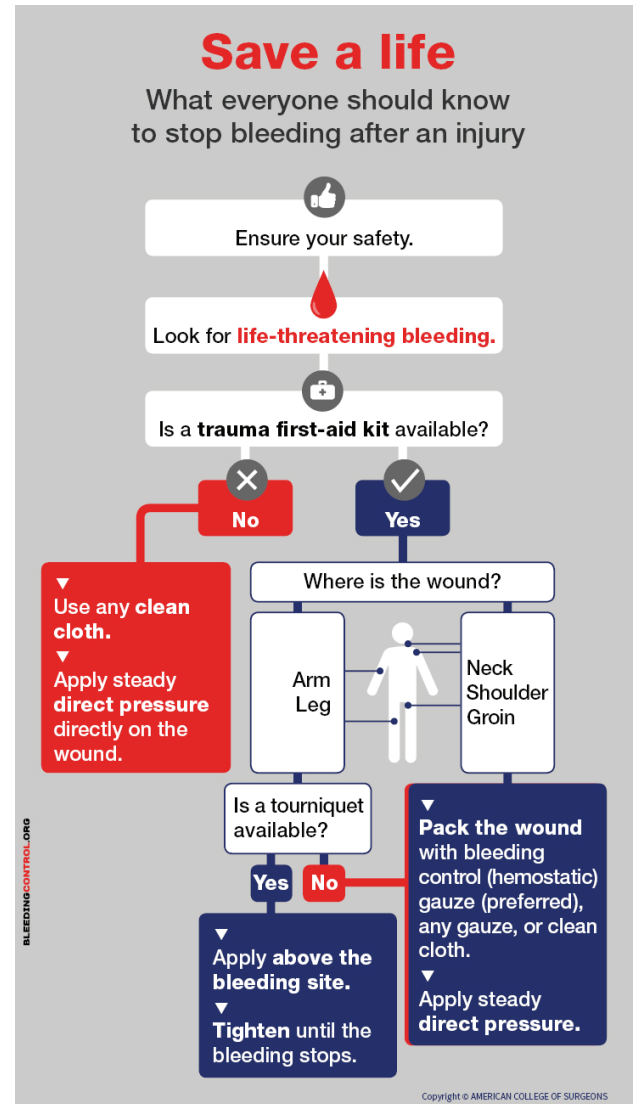 Save a life
What everyone should know
to stop bleeding after an injury
Ensure your safety.
Look for life-threatening bleeding.
Is a trauma first-aid kit available?
No
Yes
Use any clean
cloth.
Apply steady
direct pressure
directly on the
wound.
Where is the wound?
Arm
Leg
Neck
Shoulder
Groin
Is a tourniquet
available?
Yes
No
Apply above the
bleeding site.
Tighten until the
bleeding stops.
Pack the wound
with bleeding
control (hemostatic)
gauze (preferred),
any gauze, or clean
cloth.
Apply steady
direct pressure.
BLEEDINGCONTROL.ORG
Copyright © AMERICAN COLLEGE OF SURGEONS